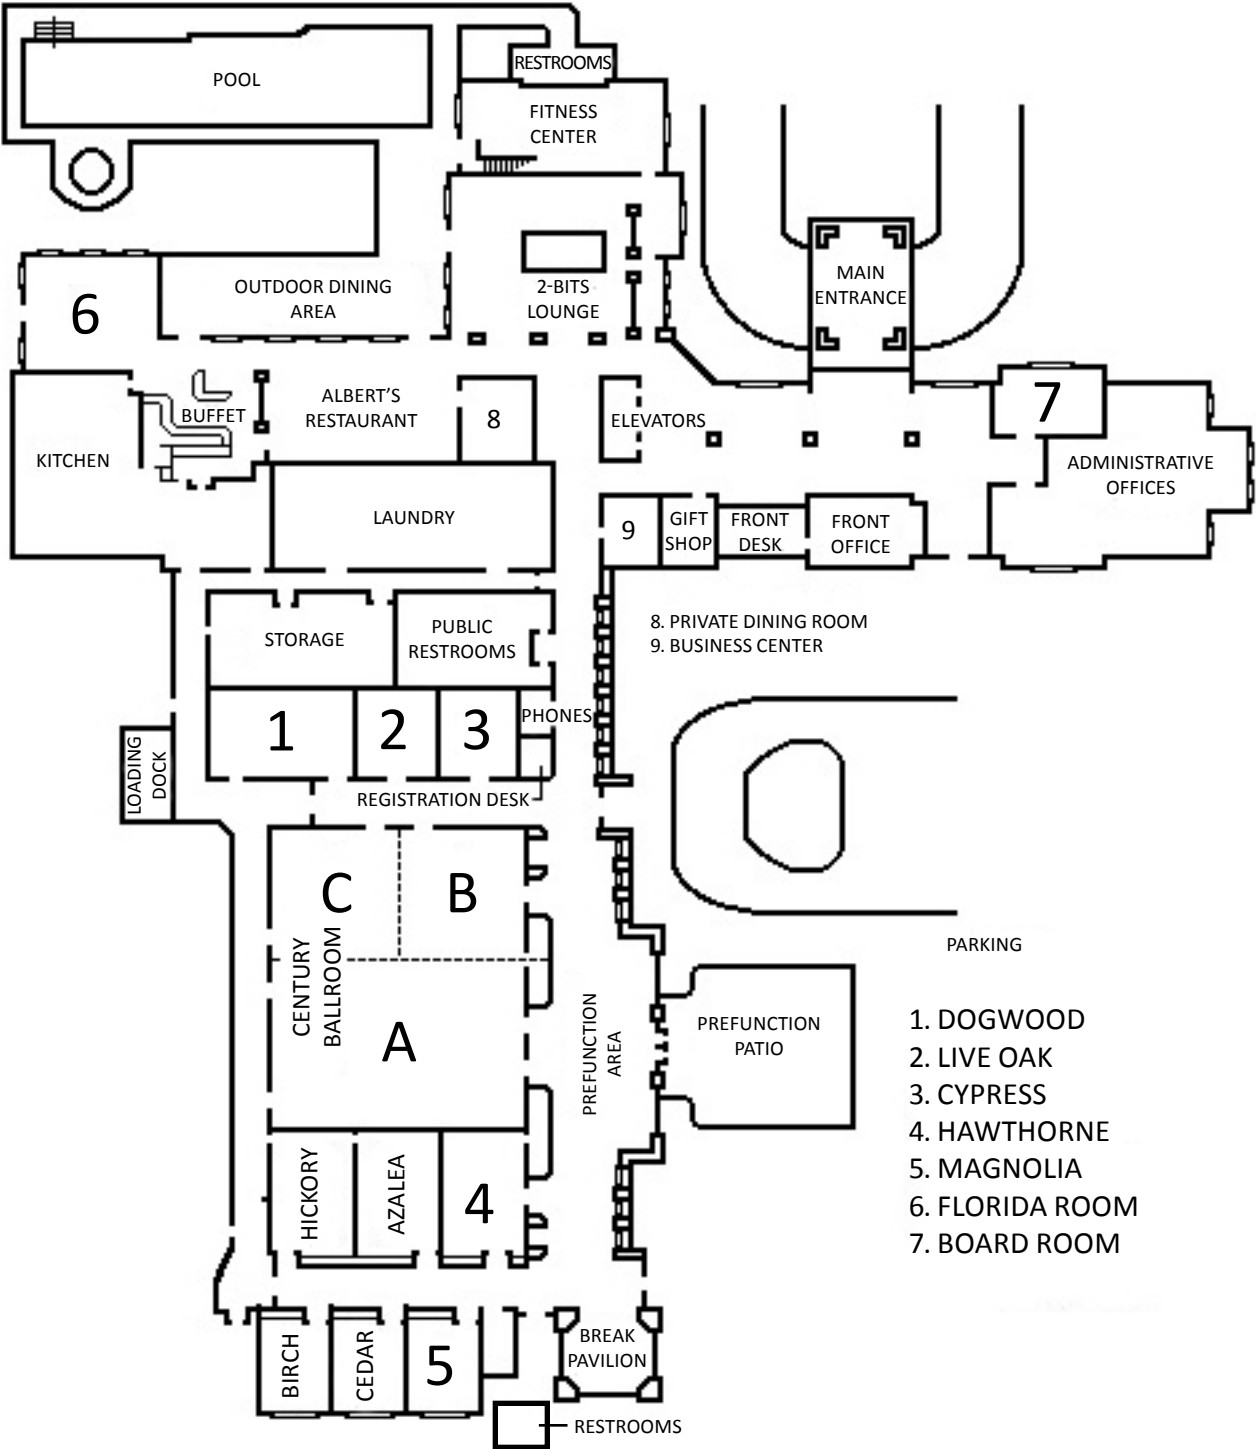 POOL
RESTROOMS
FITNESS
CENTER
MAIN
ENTRANCE
OUTDOOR DINING
AREA
2-BITS
LOUNGE
6
7
ALBERT'S
RESTAURANT
BUFFET
8
ELEVATORS
KITCHEN
ADMINISTRATIVE
OFFICES
LAUNDRY
9
GIFT
SHOP
FRONT
DESK
FRONT
OFFICE
8. PRIVATE DINING ROOM
9. BUSINESS CENTER
STORAGE
PUBLIC
RESTROOMS
1
2
3
PHONES
LOADING
DOCK
REGISTRATION DESK
C
B
CENTURY
BALLROOM
A
PREFUNCTION
AREA
PREFUNCTION
PATIO
PARKING
1. DOGWOOD
2. LIVE OAK
3. CYPRESS
4. HAWTHORNE
5. MAGNOLIA
6. FLORIDA ROOM
7. BOARD ROOM
HICKORY
AZALEA
4
BIRCH
CEDAR
5
BREAK
PAVILION
RESTROOMS